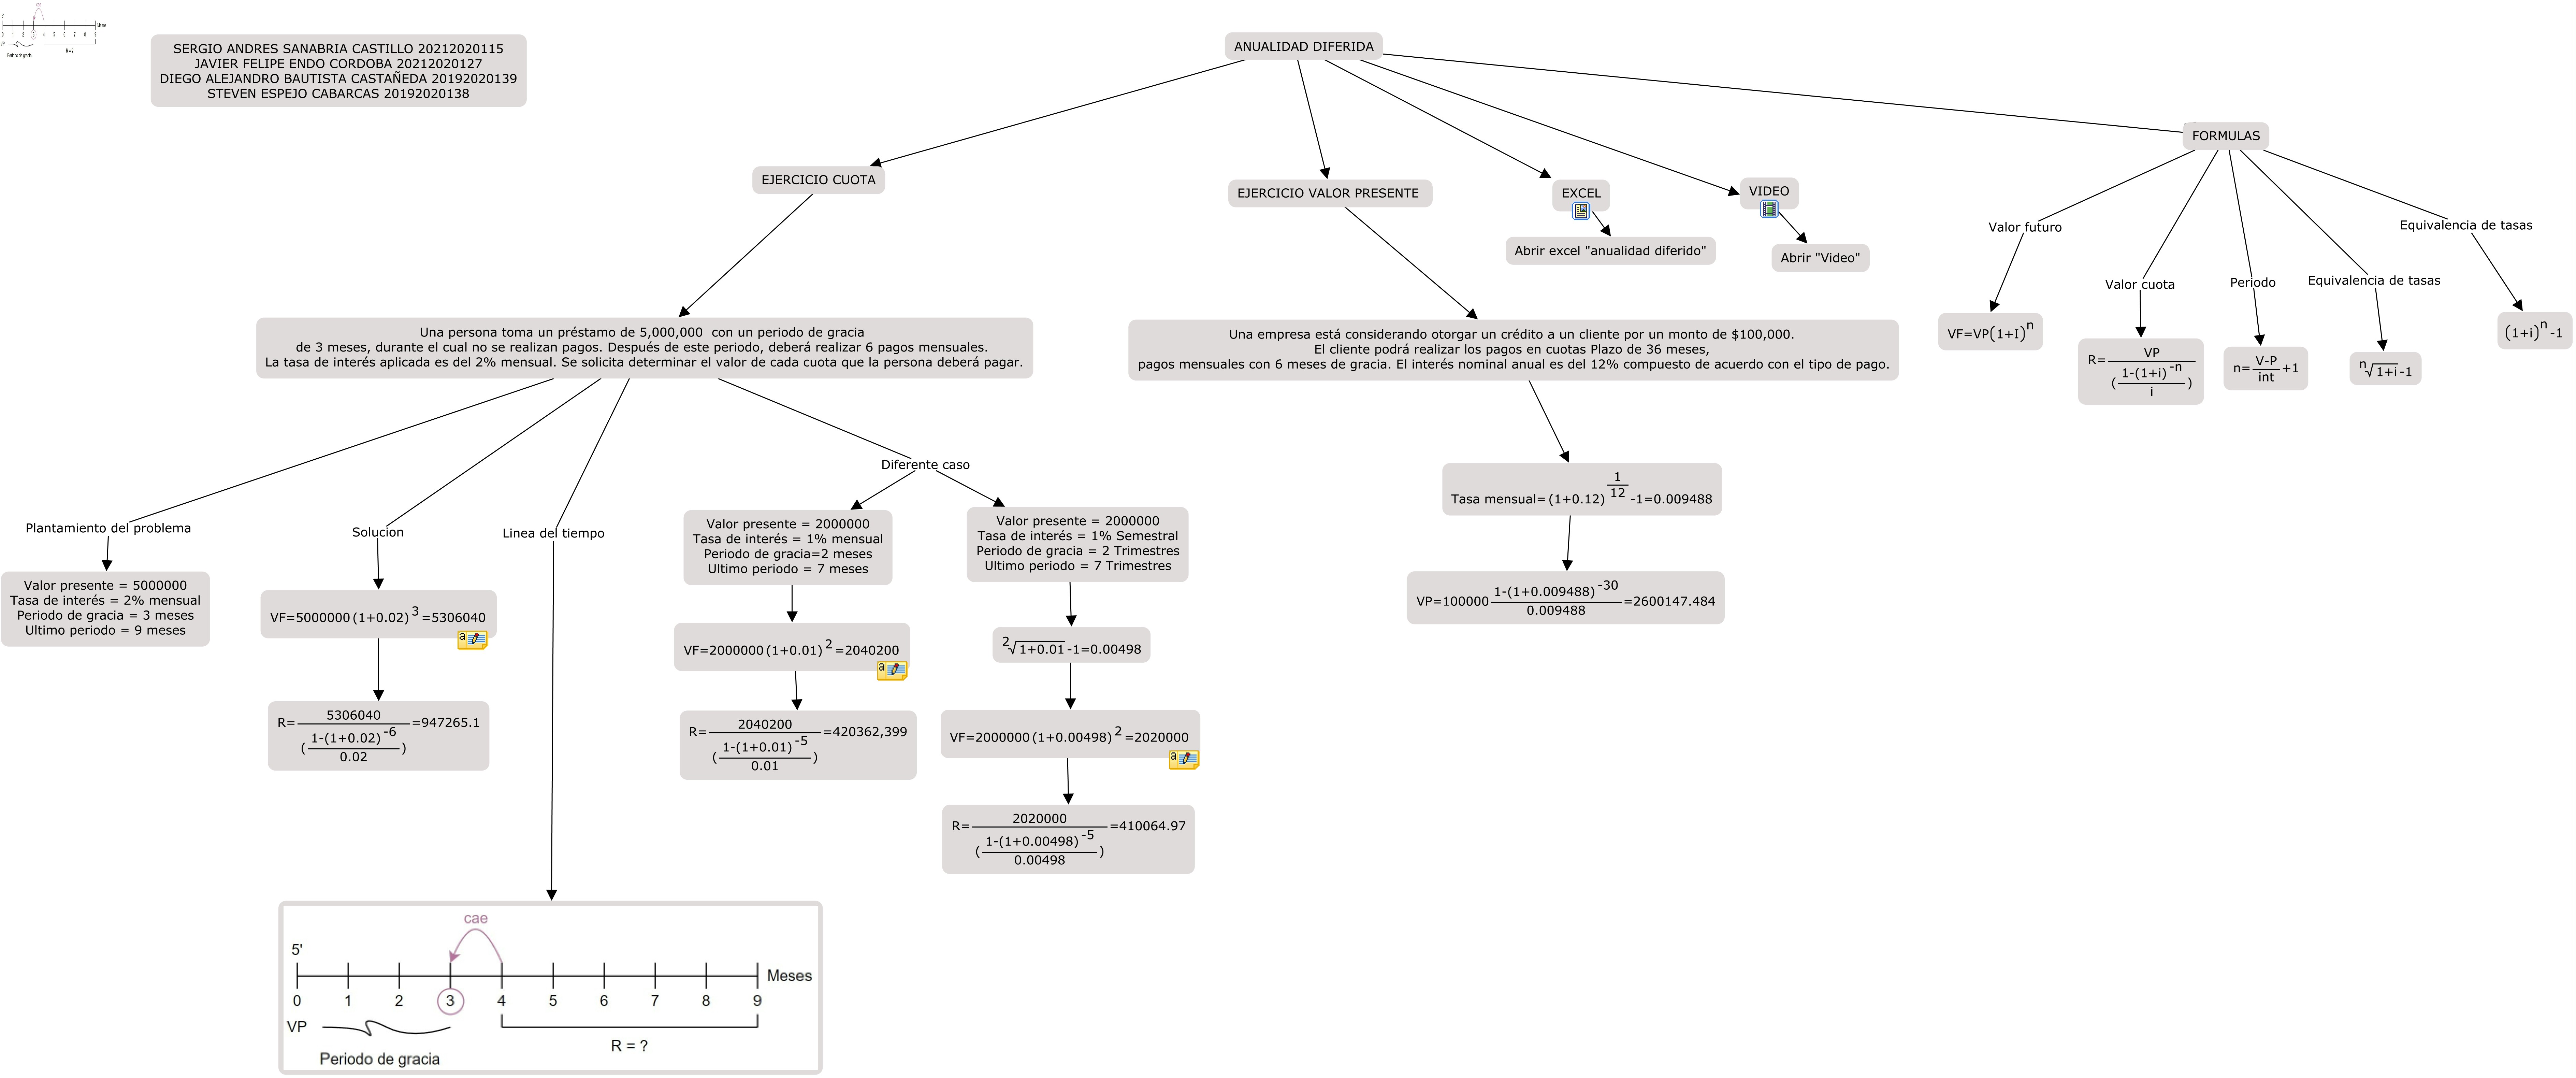 SERGIO ANDRES SANABRIA CASTILLO 20212020115
JAVIER FELIPE ENDO CORDOBA 20212020127
DIEGO ALEJANDRO BAUTISTA CASTAÑEDA 20192020139
STEVEN ESPEJO CABARCAS 20192020138
ANUALIDAD DIFERIDA
EJERCICIO CUOTA
Una persona toma un préstamo de 5,000,000 con un periodo de gracia
de 3 meses, durante el cual no se realizan pagos. Después de este periodo, deberá realizar 6 pagos mensuales.
La tasa de interés aplicada es del 2% mensual. Se solicita determinar el valor de cada cuota que la persona deberá pagar.
Plantamiento del problema
Valor presente = 5000000
Tasa de interés = 2% mensual
Periodo de gracia = 3 meses
Ultimo periodo = 9 meses
Solucion
VF=5000000(1+0.02)^3=5306040
R=5306040/((1-(1+0.02)^-6)/0.02)=947265.1
Linea del tiempo
cae
5'
Meses
0 1 2 3 4 5 6 7 8 9
VP
R = ?
Periodo de gracia
Diferente caso
Valor presente = 2000000
Tasa de interés = 1% mensual
Periodo de gracia=2 meses
Ultimo periodo = 7 meses
VF=2000000(1+0.01)^2=2040200
R=2040200/((1-(1+0.01)^-5)/0.01)=420362,399
Valor presente = 2000000
Tasa de interés = 1% Semestral
Periodo de gracia = 2 Trimestres
Ultimo periodo = 7 Trimestres
2√1+0.01-1=0.00498
VF=2000000(1+0.00498)^2=2020000
R=2020000/((1-(1+0.00498)^-5)/0.00498)=410064.97
EJERCICIO VALOR PRESENTE
Una empresa está considerando otorgar un crédito a un cliente por un monto de $100,000.
El cliente podrá realizar los pagos en cuotas Plazo de 36 meses,
pagos mensuales con 6 meses de gracia. El interés nominal anual es del 12% compuesto de acuerdo con el tipo de pago.
Tasa mensual=(1+0.12)^(1/12)-1=0.009488
VP=100000 (1-(1+0.009488)^-30)/0.009488=2600147.484
EXCEL
Abrir excel "anualidad diferido"
VIDEO
Abrir "Video"
FORMULAS
Valor futuro
VF=VP(1+I)^n
Valor cuota
R=VP/((1-(1+i)^-n)/i)
Periodo
n=(V-P)/int+1
Equivalencia de tasas
n√1+i-1
Equivalencia de tasas
(1+i)^n-1